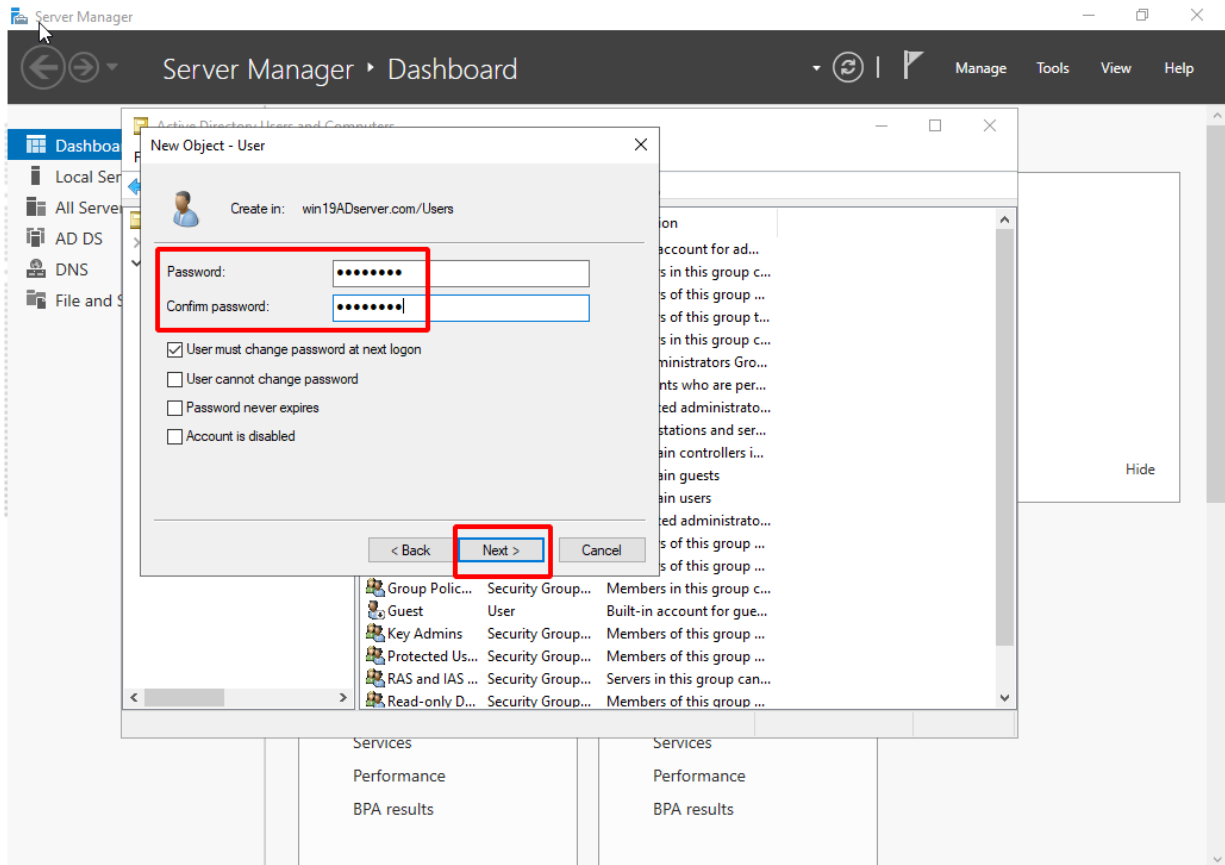 Server Manager
Server Manager • Dashboard
Manage Tools View Help
Active Directory Users and Computers
New Object - User
Dashboa
Local Ser
All Server
AD DS
DNS
File and S
Create in: win19ADserver.com/Users
Password: ••••••••
Confirm password: ••••••••
User must change password at next logon
User cannot change password
Password never expires
Account is disabled
< Back Next > Cancel
ion
account for ad...
s in this group c...
s of this group ...
s of this group t...
s in this group c...
ministrators Gro...
nts who are per...
ted administrato...
stations and ser...
ain controllers i...
ain guests
ain users
ted administrato...
s of this group ...
s of this group ...
Group Polic... Security Group... Members in this group c...
Guest User Built-in account for gue...
Key Admins Security Group... Members of this group ...
Protected Us... Security Group... Members of this group ...
RAS and IAS ... Security Group... Servers in this group can...
Read-only D... Security Group... Members of this group ...
Hide
Services Services
Performance Performance
BPA results BPA results